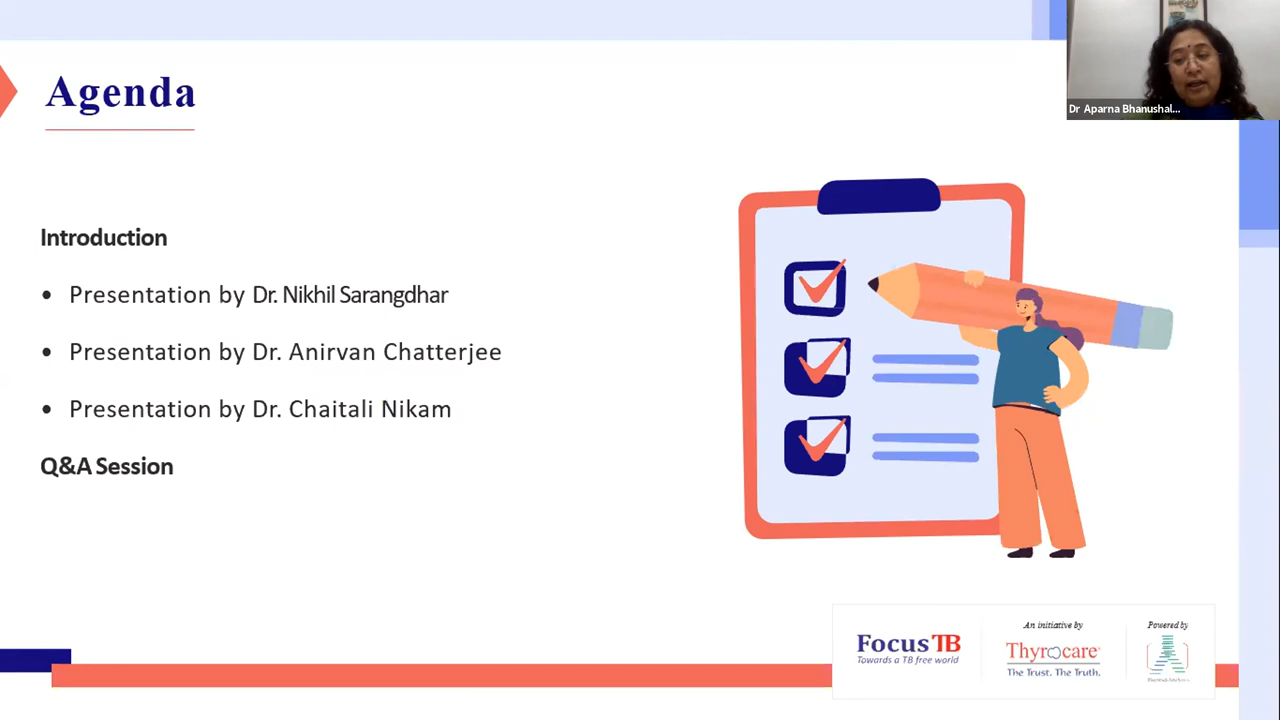 Agenda
Dr Aparna Bhanushal...
Introduction
• Presentation by Dr. Nikhil Sarangdhar
• Presentation by Dr. Anirvan Chatterjee
• Presentation by Dr. Chaitali Nikam
Q&A Session
Focus TB
Towards a TB free world
An initiative by
Thyrocare
The Trust. The Truth.
Powered by